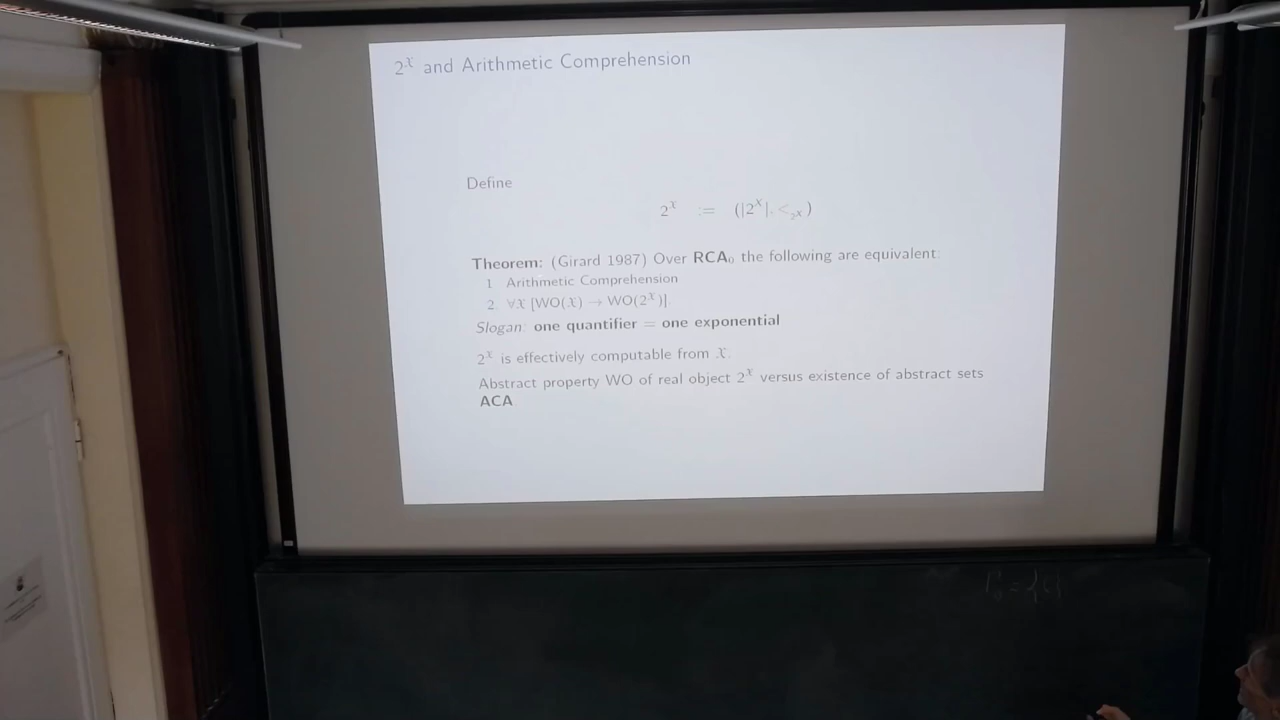 2^𝔛 and Arithmetic Comprehension
Define
2^𝔛 := (|2^X|, <_{2^X})
Theorem: (Girard 1987) Over RCA₀ the following are equivalent:
1 Arithmetic Comprehension
2. ∀𝔛 [WO(𝔛) → WO(2^𝔛)].
Slogan: one quantifier = one exponential
2^𝔛 is effectively computable from 𝔛.
Abstract property WO of real object 2^𝔛 versus existence of abstract sets
ACA